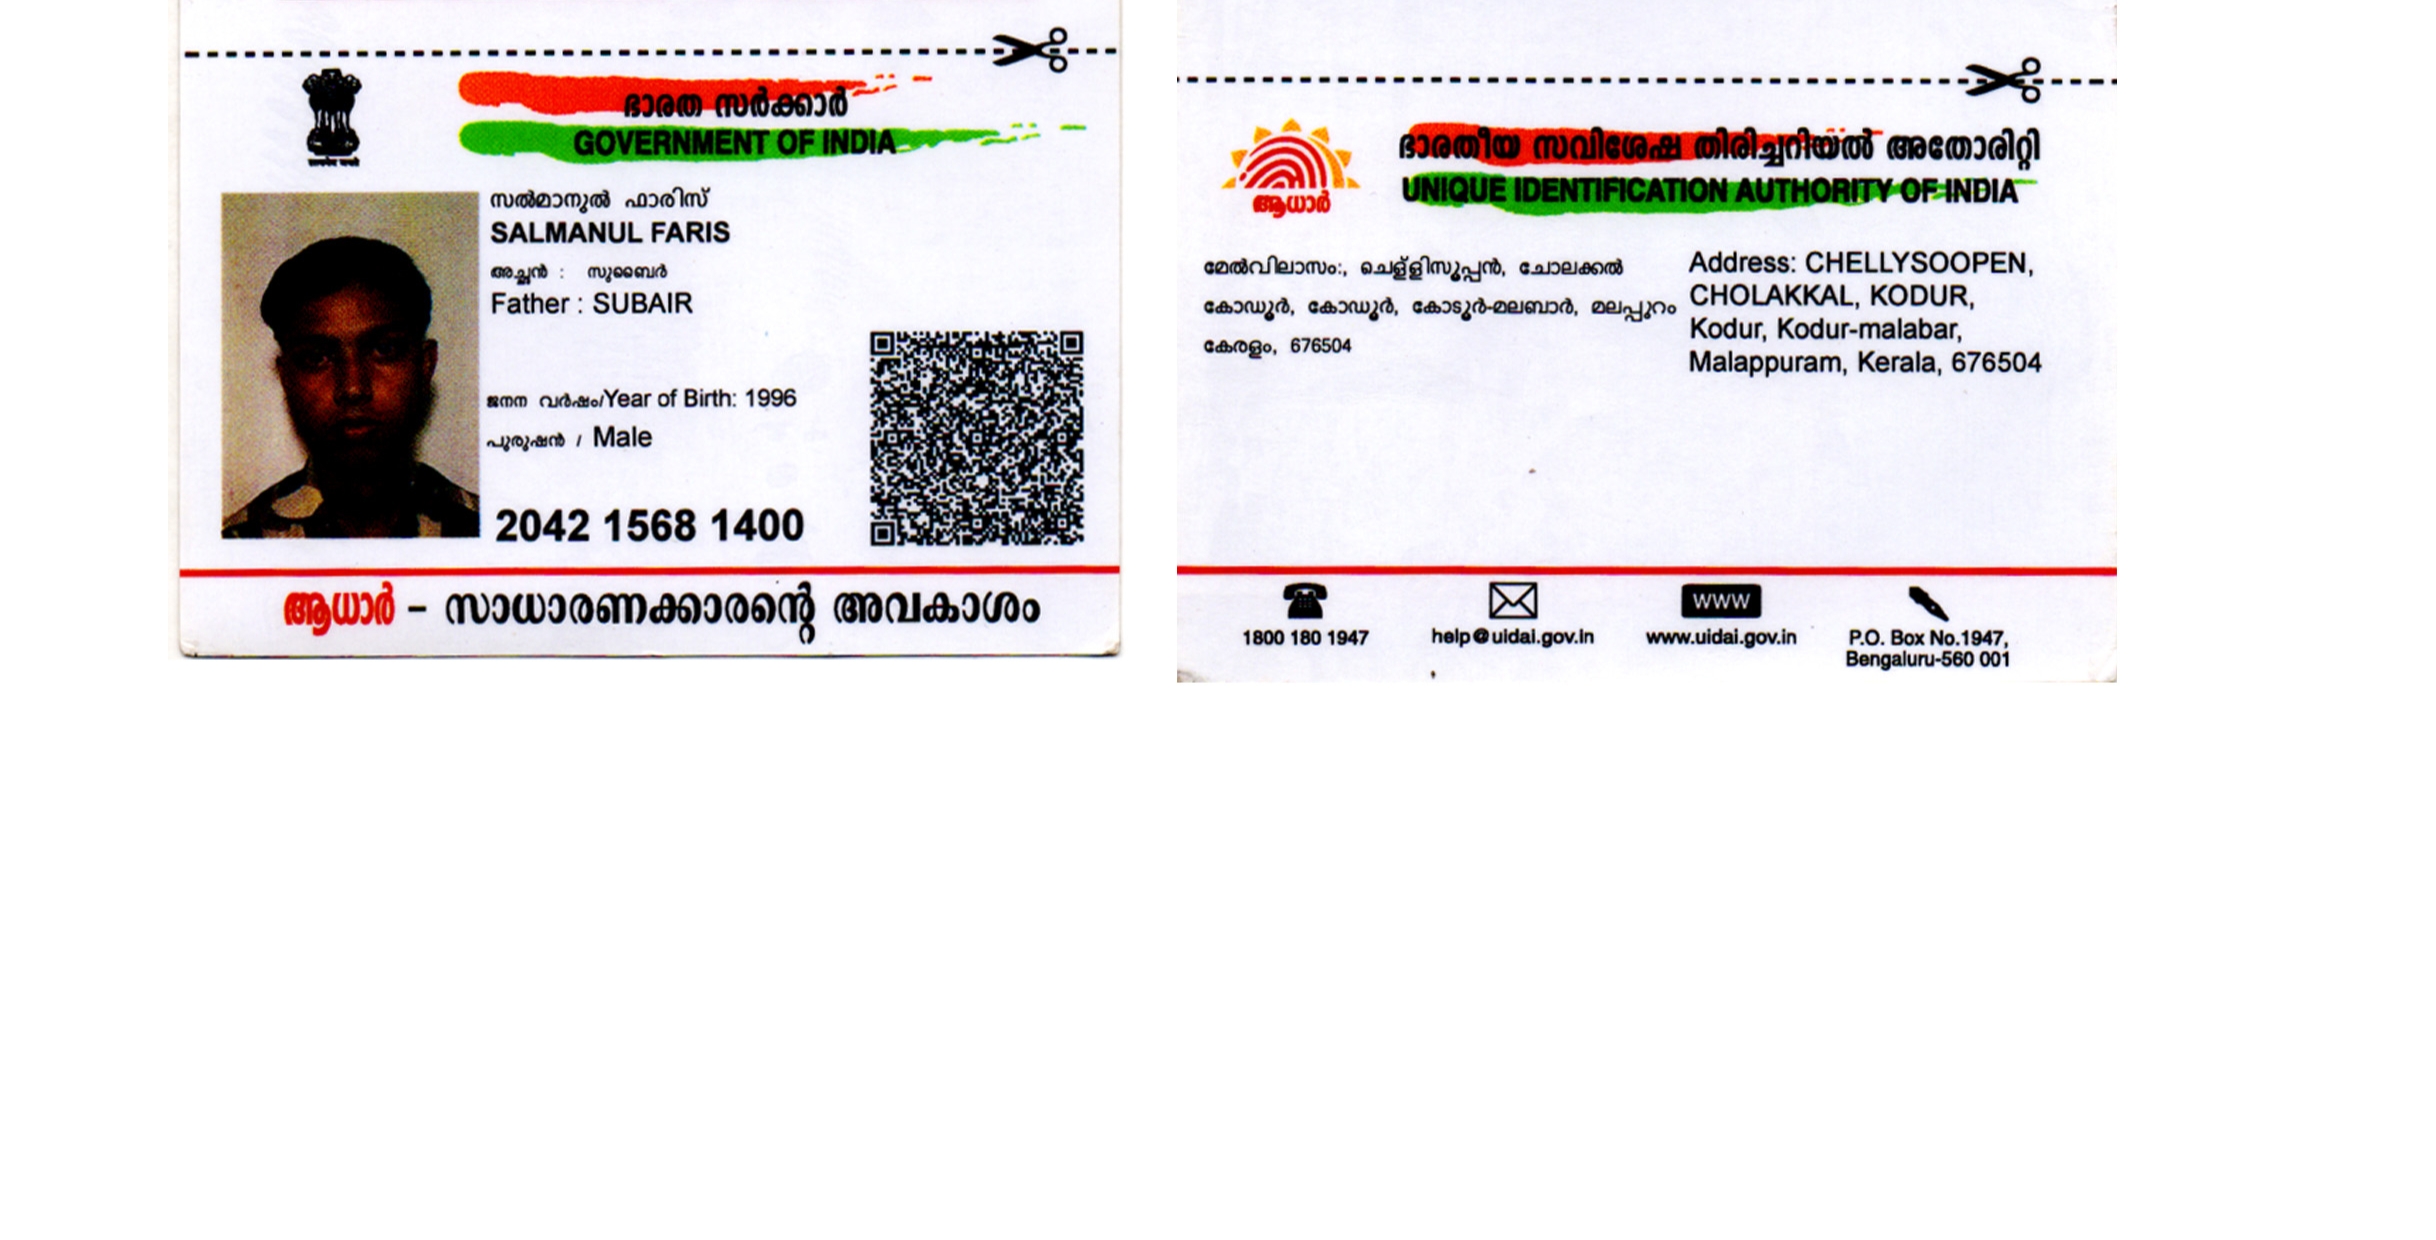 ഭാരത സർക്കാർ
GOVERNMENT OF INDIA
സൽമാനുൽ ഫാരിസ്
SALMANUL FARIS
അച്ഛൻ : സുബൈർ
Father : SUBAIR
ജനന വർഷം/Year of Birth: 1996
പുരുഷൻ / Male
2042 1568 1400
ആധാർ – സാധാരണക്കാരന്റെ അവകാശം
ഭാരതീയ സവിശേഷ തിരിച്ചറിയൽ അതോരിറ്റി
UNIQUE IDENTIFICATION AUTHORITY OF INDIA
ആധാർ
മേൽവിലാസം:, ചെള്ളിസൂപ്പൻ, ചോലക്കൽ
കോഡൂർ, കോഡൂർ, കോടൂർ-മലബാർ, മലപ്പുറം
കേരളം, 676504
Address: CHELLYSOOPEN,
CHOLAKKAL, KODUR,
Kodur, Kodur-malabar,
Malappuram, Kerala, 676504
WWW
1800 180 1947
help@uidai.gov.in
www.uidai.gov.in
P.O. Box No.1947,
Bengaluru-560 001